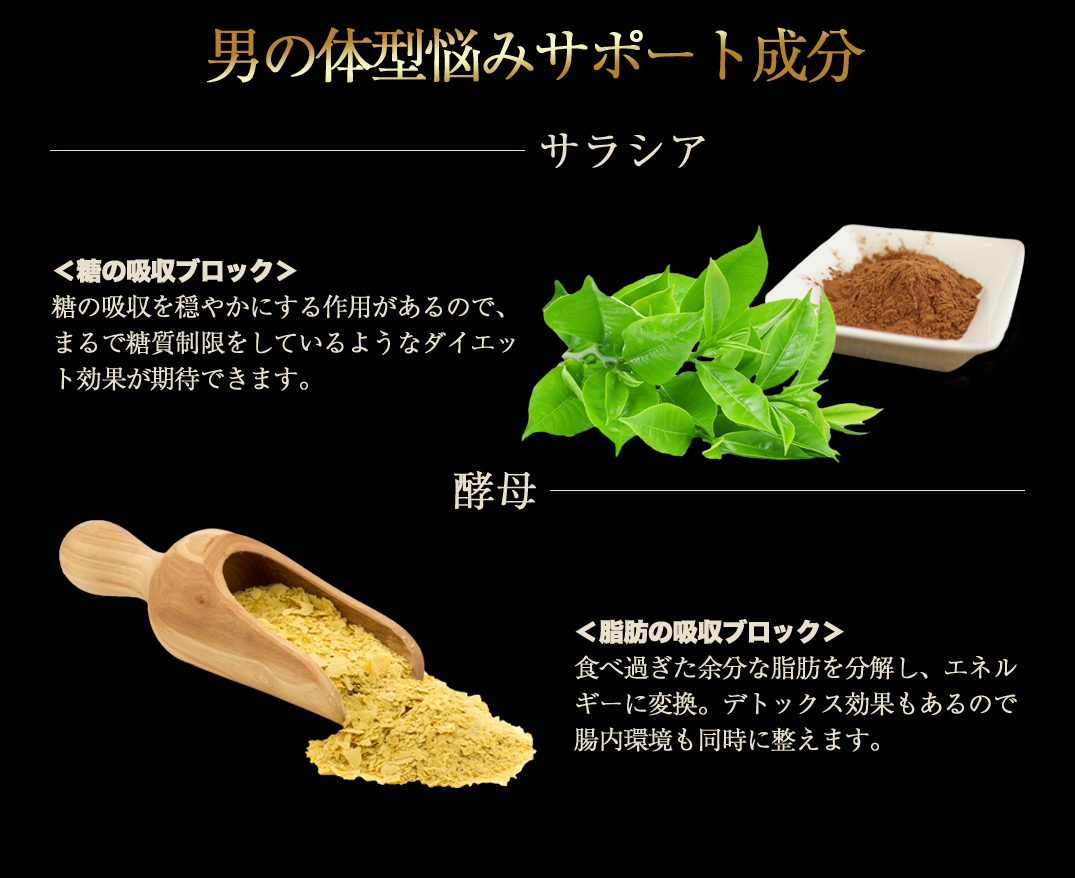 男の体型悩みサポート成分
サラシア
＜糖の吸収ブロック＞
糖の吸収を穏やかにする作用があるので、
まるで糖質制限をしているようなダイエッ
ト効果が期待できます。
酵母
＜脂肪の吸収ブロック＞
食べ過ぎた余分な脂肪を分解し、エネル
ギーに変換。デトックス効果もあるので
腸内環境も同時に整えます。